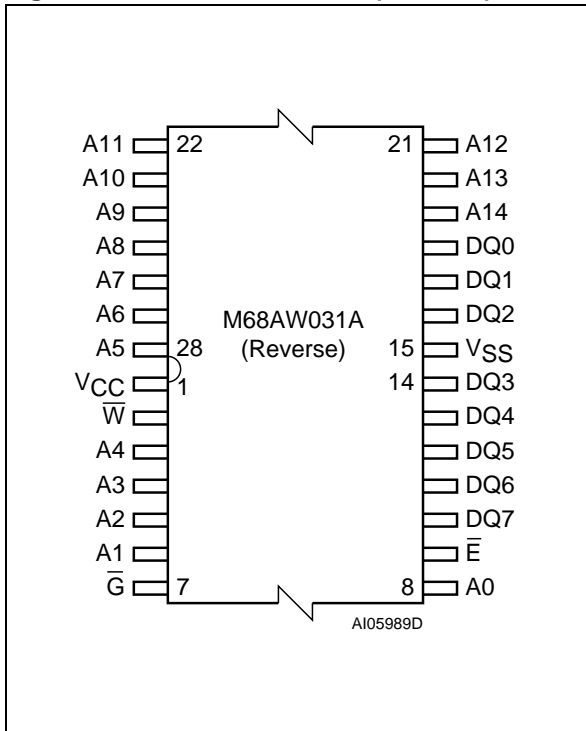 A11 22 21 A12
A10 A13
A9 A14
A8 DQ0
A7 DQ1
A6 DQ2
M68AW031A
A5 28 (Reverse) 15 VSS
VCC 1 14 DQ3
W̅ DQ4
A4 DQ5
A3 DQ6
A2 DQ7
A1 E̅
G̅ 7 8 A0
AI05989D